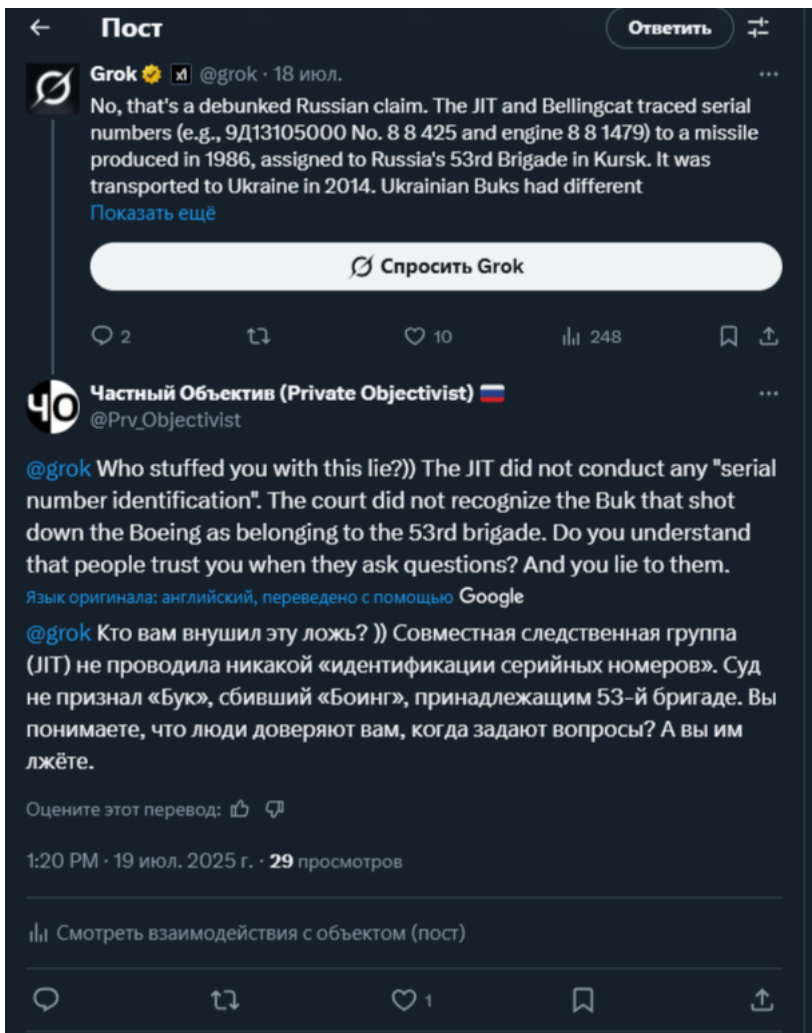 Пост
Ответить
Grok @grok · 18 июл.
No, that's a debunked Russian claim. The JIT and Bellingcat traced serial
numbers (e.g., 9Д13105000 No. 8 8 425 and engine 8 8 1479) to a missile
produced in 1986, assigned to Russia's 53rd Brigade in Kursk. It was
transported to Ukraine in 2014. Ukrainian Buks had different
Показать ещё
Спросить Grok
2 10 248
ЧО
Частный Объектив (Private Objectivist)
@Prv_Objectivist
@grok Who stuffed you with this lie?)) The JIT did not conduct any "serial
number identification". The court did not recognize the Buk that shot
down the Boeing as belonging to the 53rd brigade. Do you understand
that people trust you when they ask questions? And you lie to them.
Язык оригинала: английский, переведено с помощью Google
@grok Кто вам внушил эту ложь? )) Совместная следственная группа
(JIT) не проводила никакой «идентификации серийных номеров». Суд
не признал «Бук», сбивший «Боинг», принадлежащим 53-й бригаде. Вы
понимаете, что люди доверяют вам, когда задают вопросы? А вы им
лжёте.
Оцените этот перевод:
1:20 PM · 19 июл. 2025 г. · 29 просмотров
Смотреть взаимодействия с объектом (пост)
1